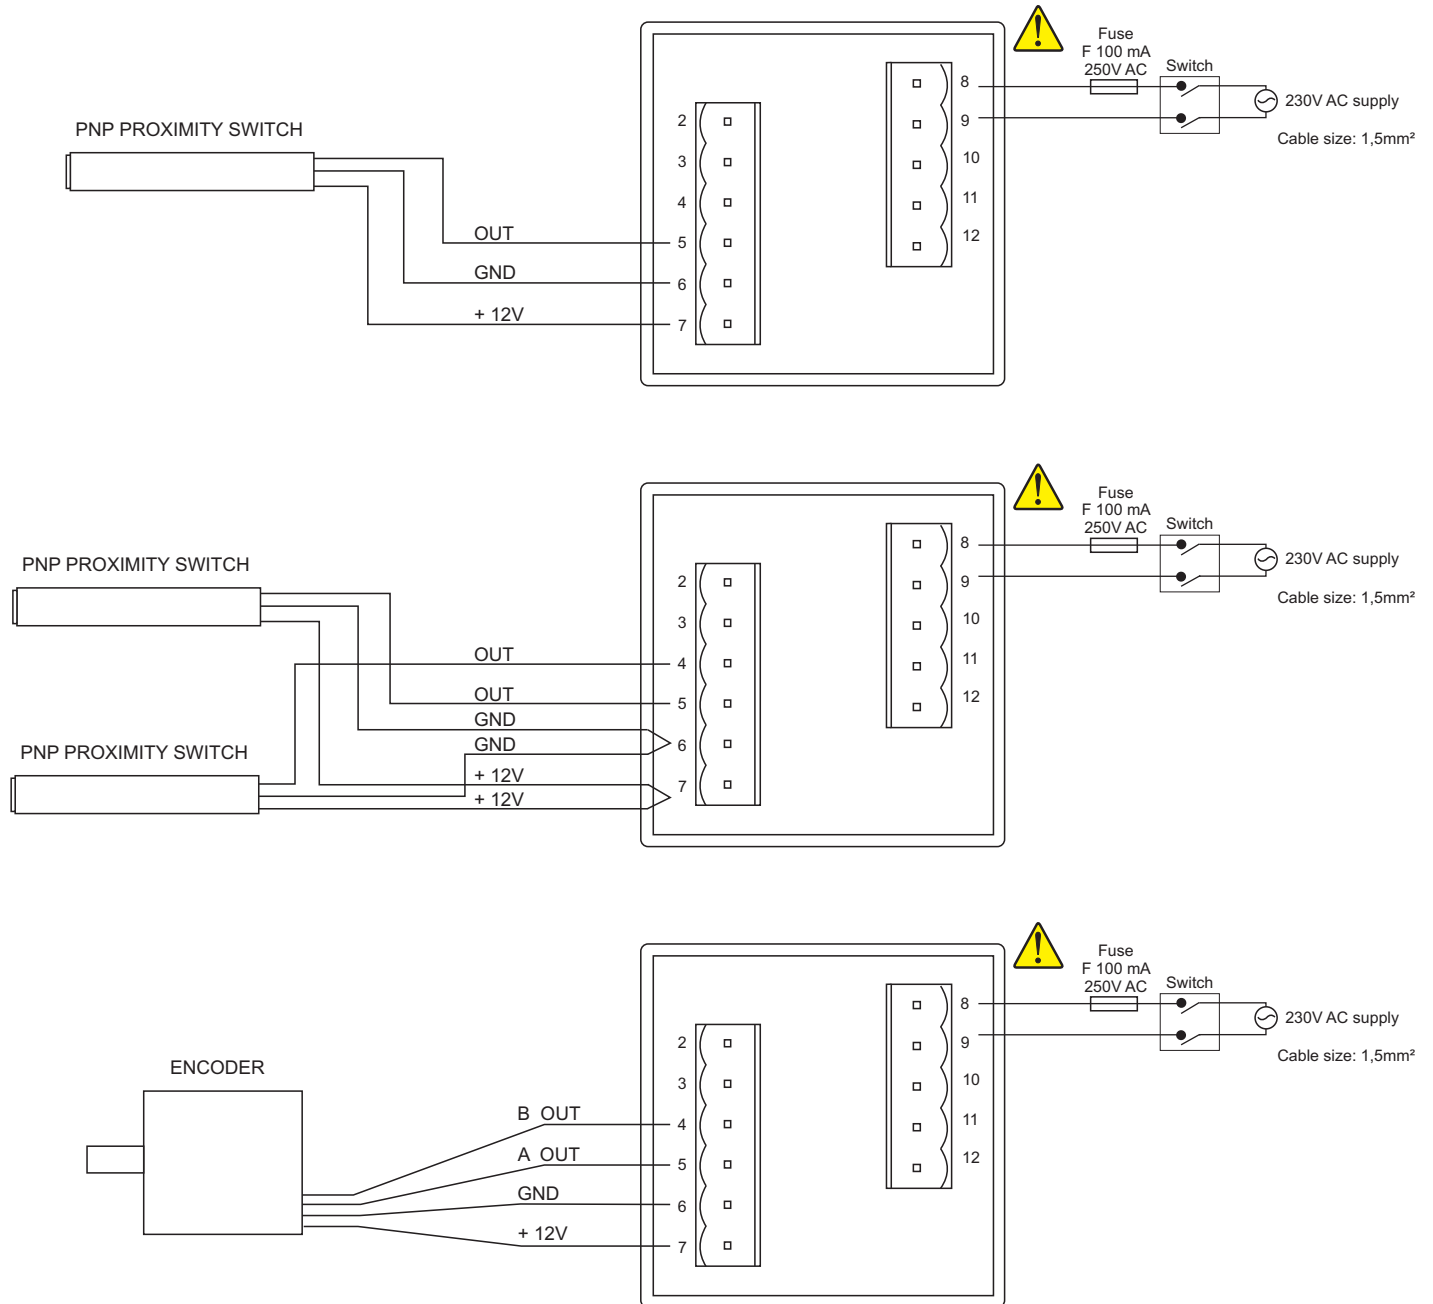 Fuse
F 100 mA
250V AC
Switch
8
230V AC supply
2
9
PNP PROXIMITY SWITCH
Cable size: 1,5mm²
3
10
4
11
OUT
5
12
GND
6
+ 12V
7
Fuse
F 100 mA
250V AC
Switch
8
230V AC supply
PNP PROXIMITY SWITCH
2
9
Cable size: 1,5mm²
3
10
OUT
4
11
OUT
5
12
GND
GND
6
PNP PROXIMITY SWITCH
+ 12V
7
+ 12V
Fuse
F 100 mA
250V AC
Switch
8
230V AC supply
2
9
Cable size: 1,5mm²
ENCODER
3
10
B OUT
4
11
A OUT
5
12
GND
6
+ 12V
7